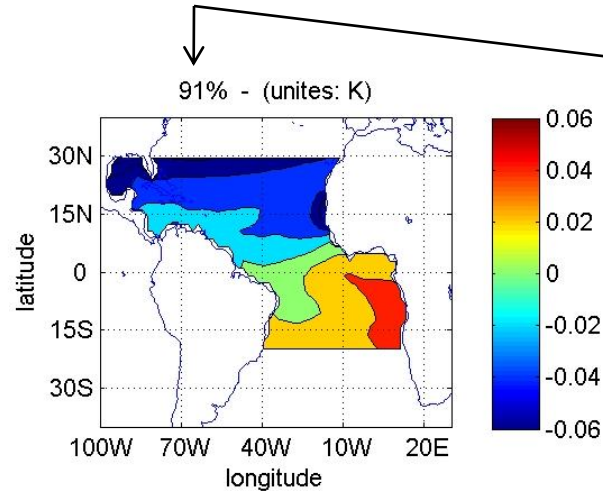 91% - (unites: K)
30N
15N
0
15S
30S
latitude
100W 70W 40W 10W 20E
longitude
0.06
0.04
0.02
0
-0.02
-0.04
-0.06